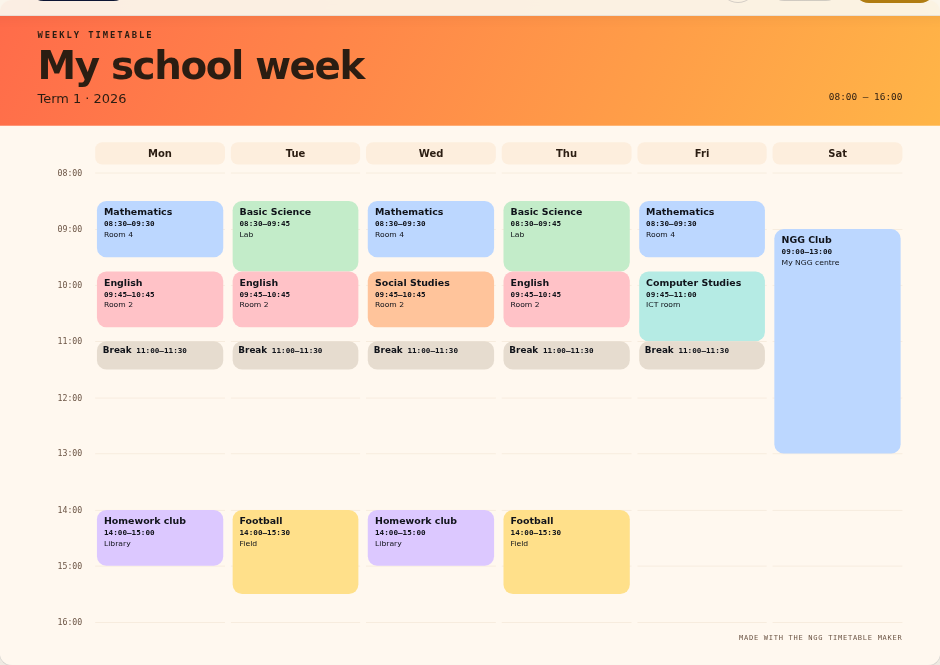 WEEKLY TIMETABLE
My school week
Term 1 · 2026
08:00 — 16:00
Mon Tue Wed Thu Fri Sat
08:00
Mathematics
08:30–09:30
Room 4
Basic Science
08:30–09:45
Lab
Mathematics
08:30–09:30
Room 4
Basic Science
08:30–09:45
Lab
Mathematics
08:30–09:30
Room 4
09:00
NGG Club
09:00–13:00
My NGG centre
English
09:45–10:45
Room 2
English
09:45–10:45
Room 2
Social Studies
09:45–10:45
Room 2
English
09:45–10:45
Room 2
Computer Studies
09:45–11:00
ICT room
10:00
11:00
Break 11:00–11:30
Break 11:00–11:30
Break 11:00–11:30
Break 11:00–11:30
Break 11:00–11:30
12:00
13:00
14:00
Homework club
14:00–15:00
Library
Football
14:00–15:30
Field
Homework club
14:00–15:00
Library
Football
14:00–15:30
Field
15:00
16:00
MADE WITH THE NGG TIMETABLE MAKER